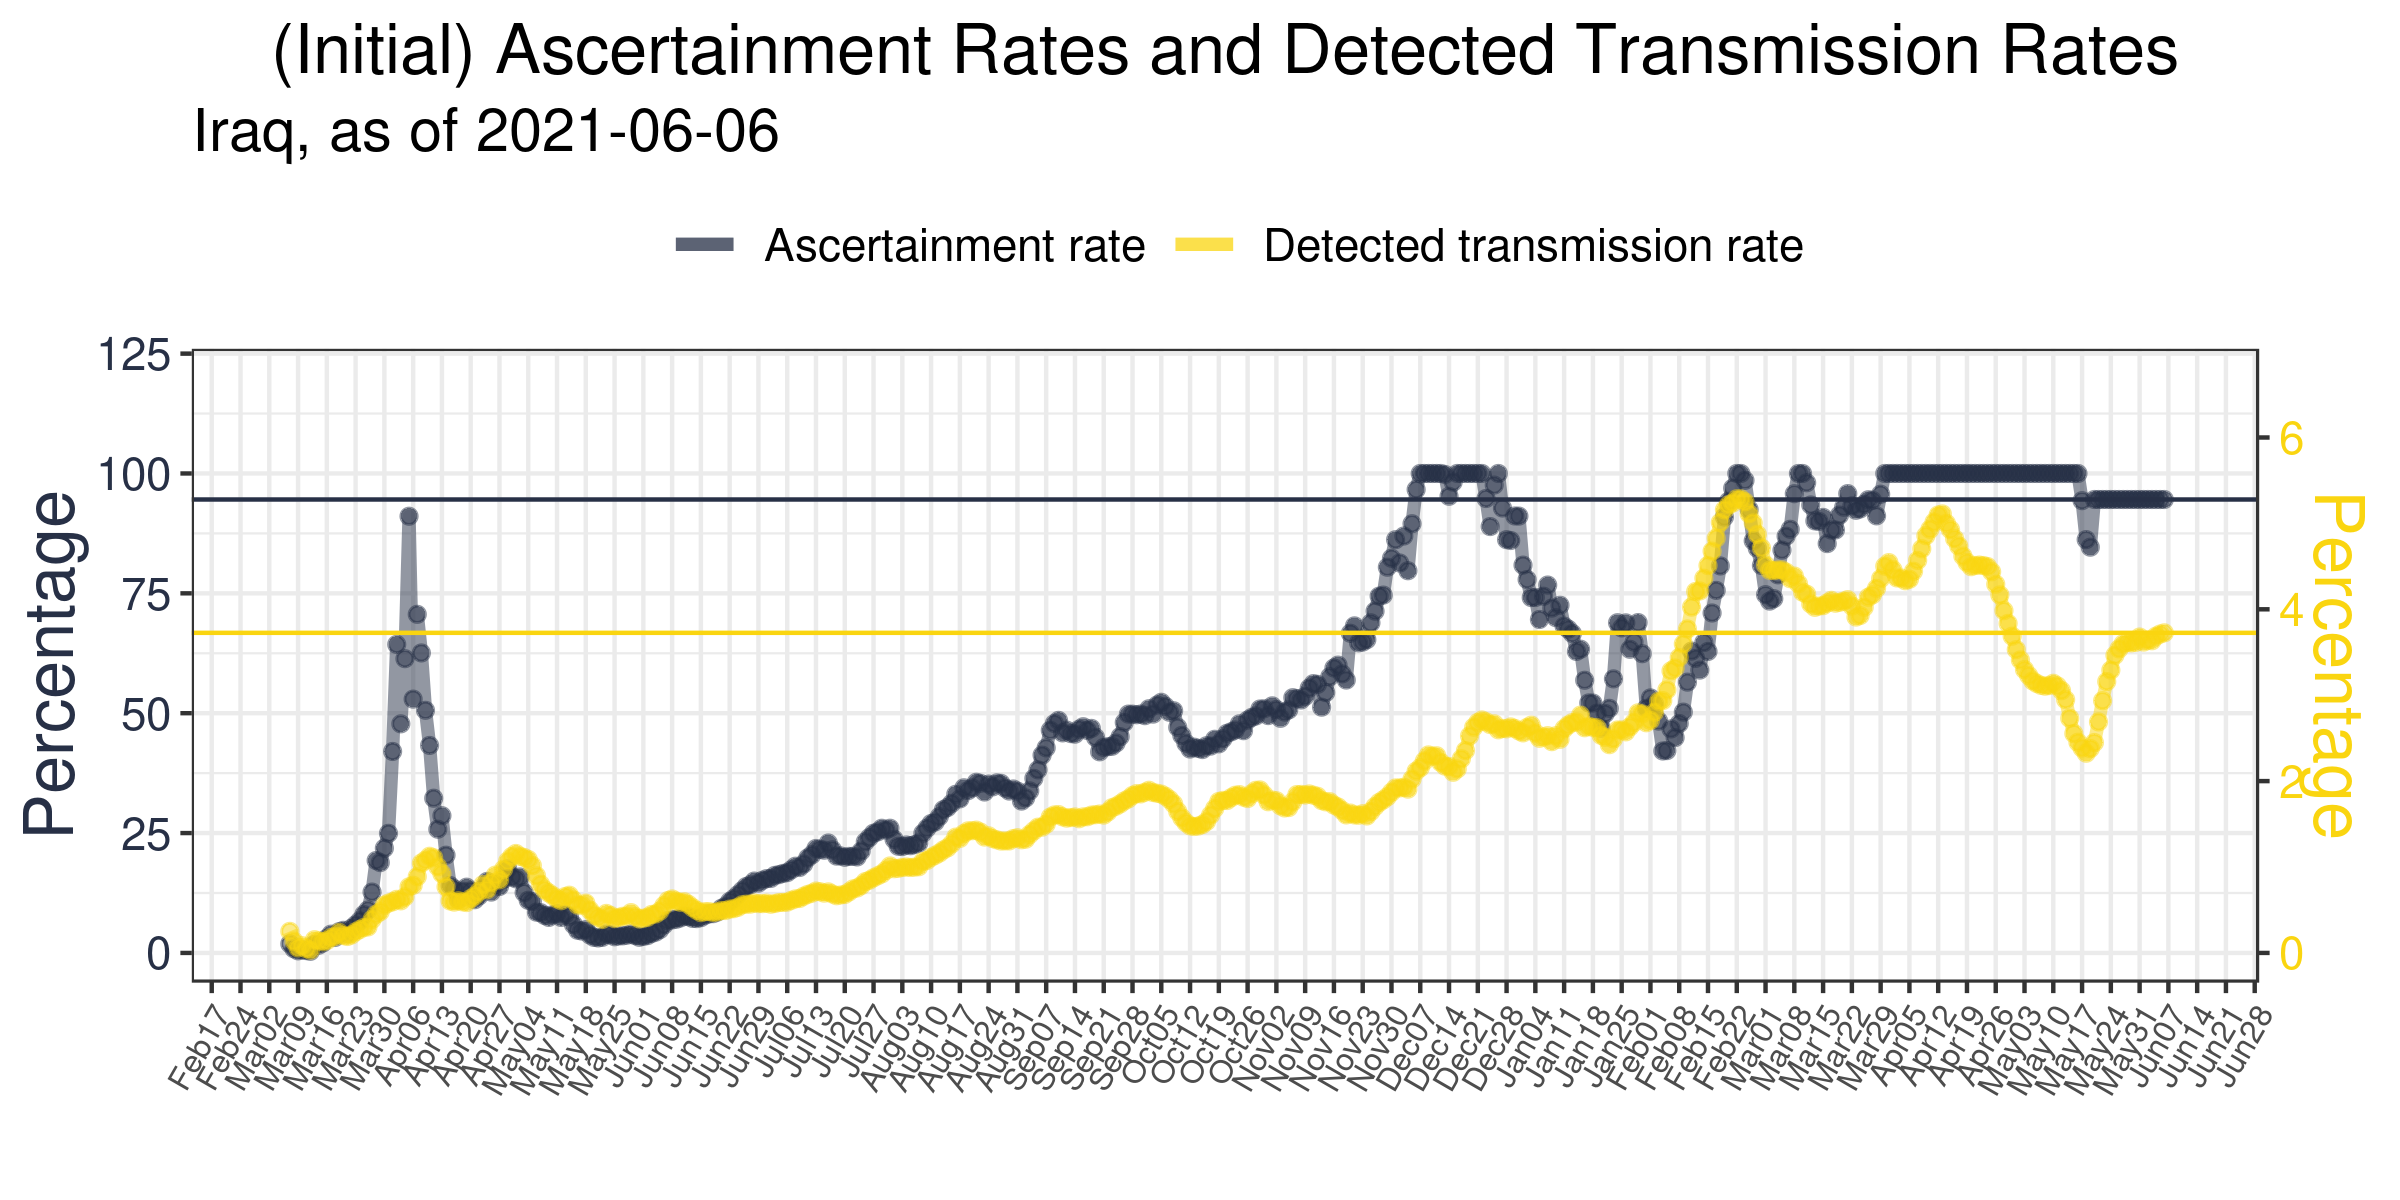 (Initial) Ascertainment Rates and Detected Transmission Rates
Iraq, as of 2021-06-06
Ascertainment rate
Detected transmission rate
Percentage
125
100
75
50
25
0
6
4
2
0
Percentage
Feb17
Feb24
Mar02
Mar09
Mar16
Mar23
Mar30
Apr06
Apr13
Apr20
Apr27
May04
May11
May18
May25
Jun01
Jun08
Jun15
Jun22
Jun29
Jul06
Jul13
Jul20
Jul27
Aug03
Aug10
Aug17
Aug24
Aug31
Sep07
Sep14
Sep21
Sep28
Oct05
Oct12
Oct19
Oct26
Nov02
Nov09
Nov16
Nov23
Nov30
Dec07
Dec14
Dec21
Dec28
Jan04
Jan11
Jan18
Jan25
Feb01
Feb08
Feb15
Feb22
Mar01
Mar08
Mar15
Mar22
Mar29
Apr05
Apr12
Apr19
Apr26
May03
May10
May17
May24
May31
Jun07
Jun14
Jun21
Jun28